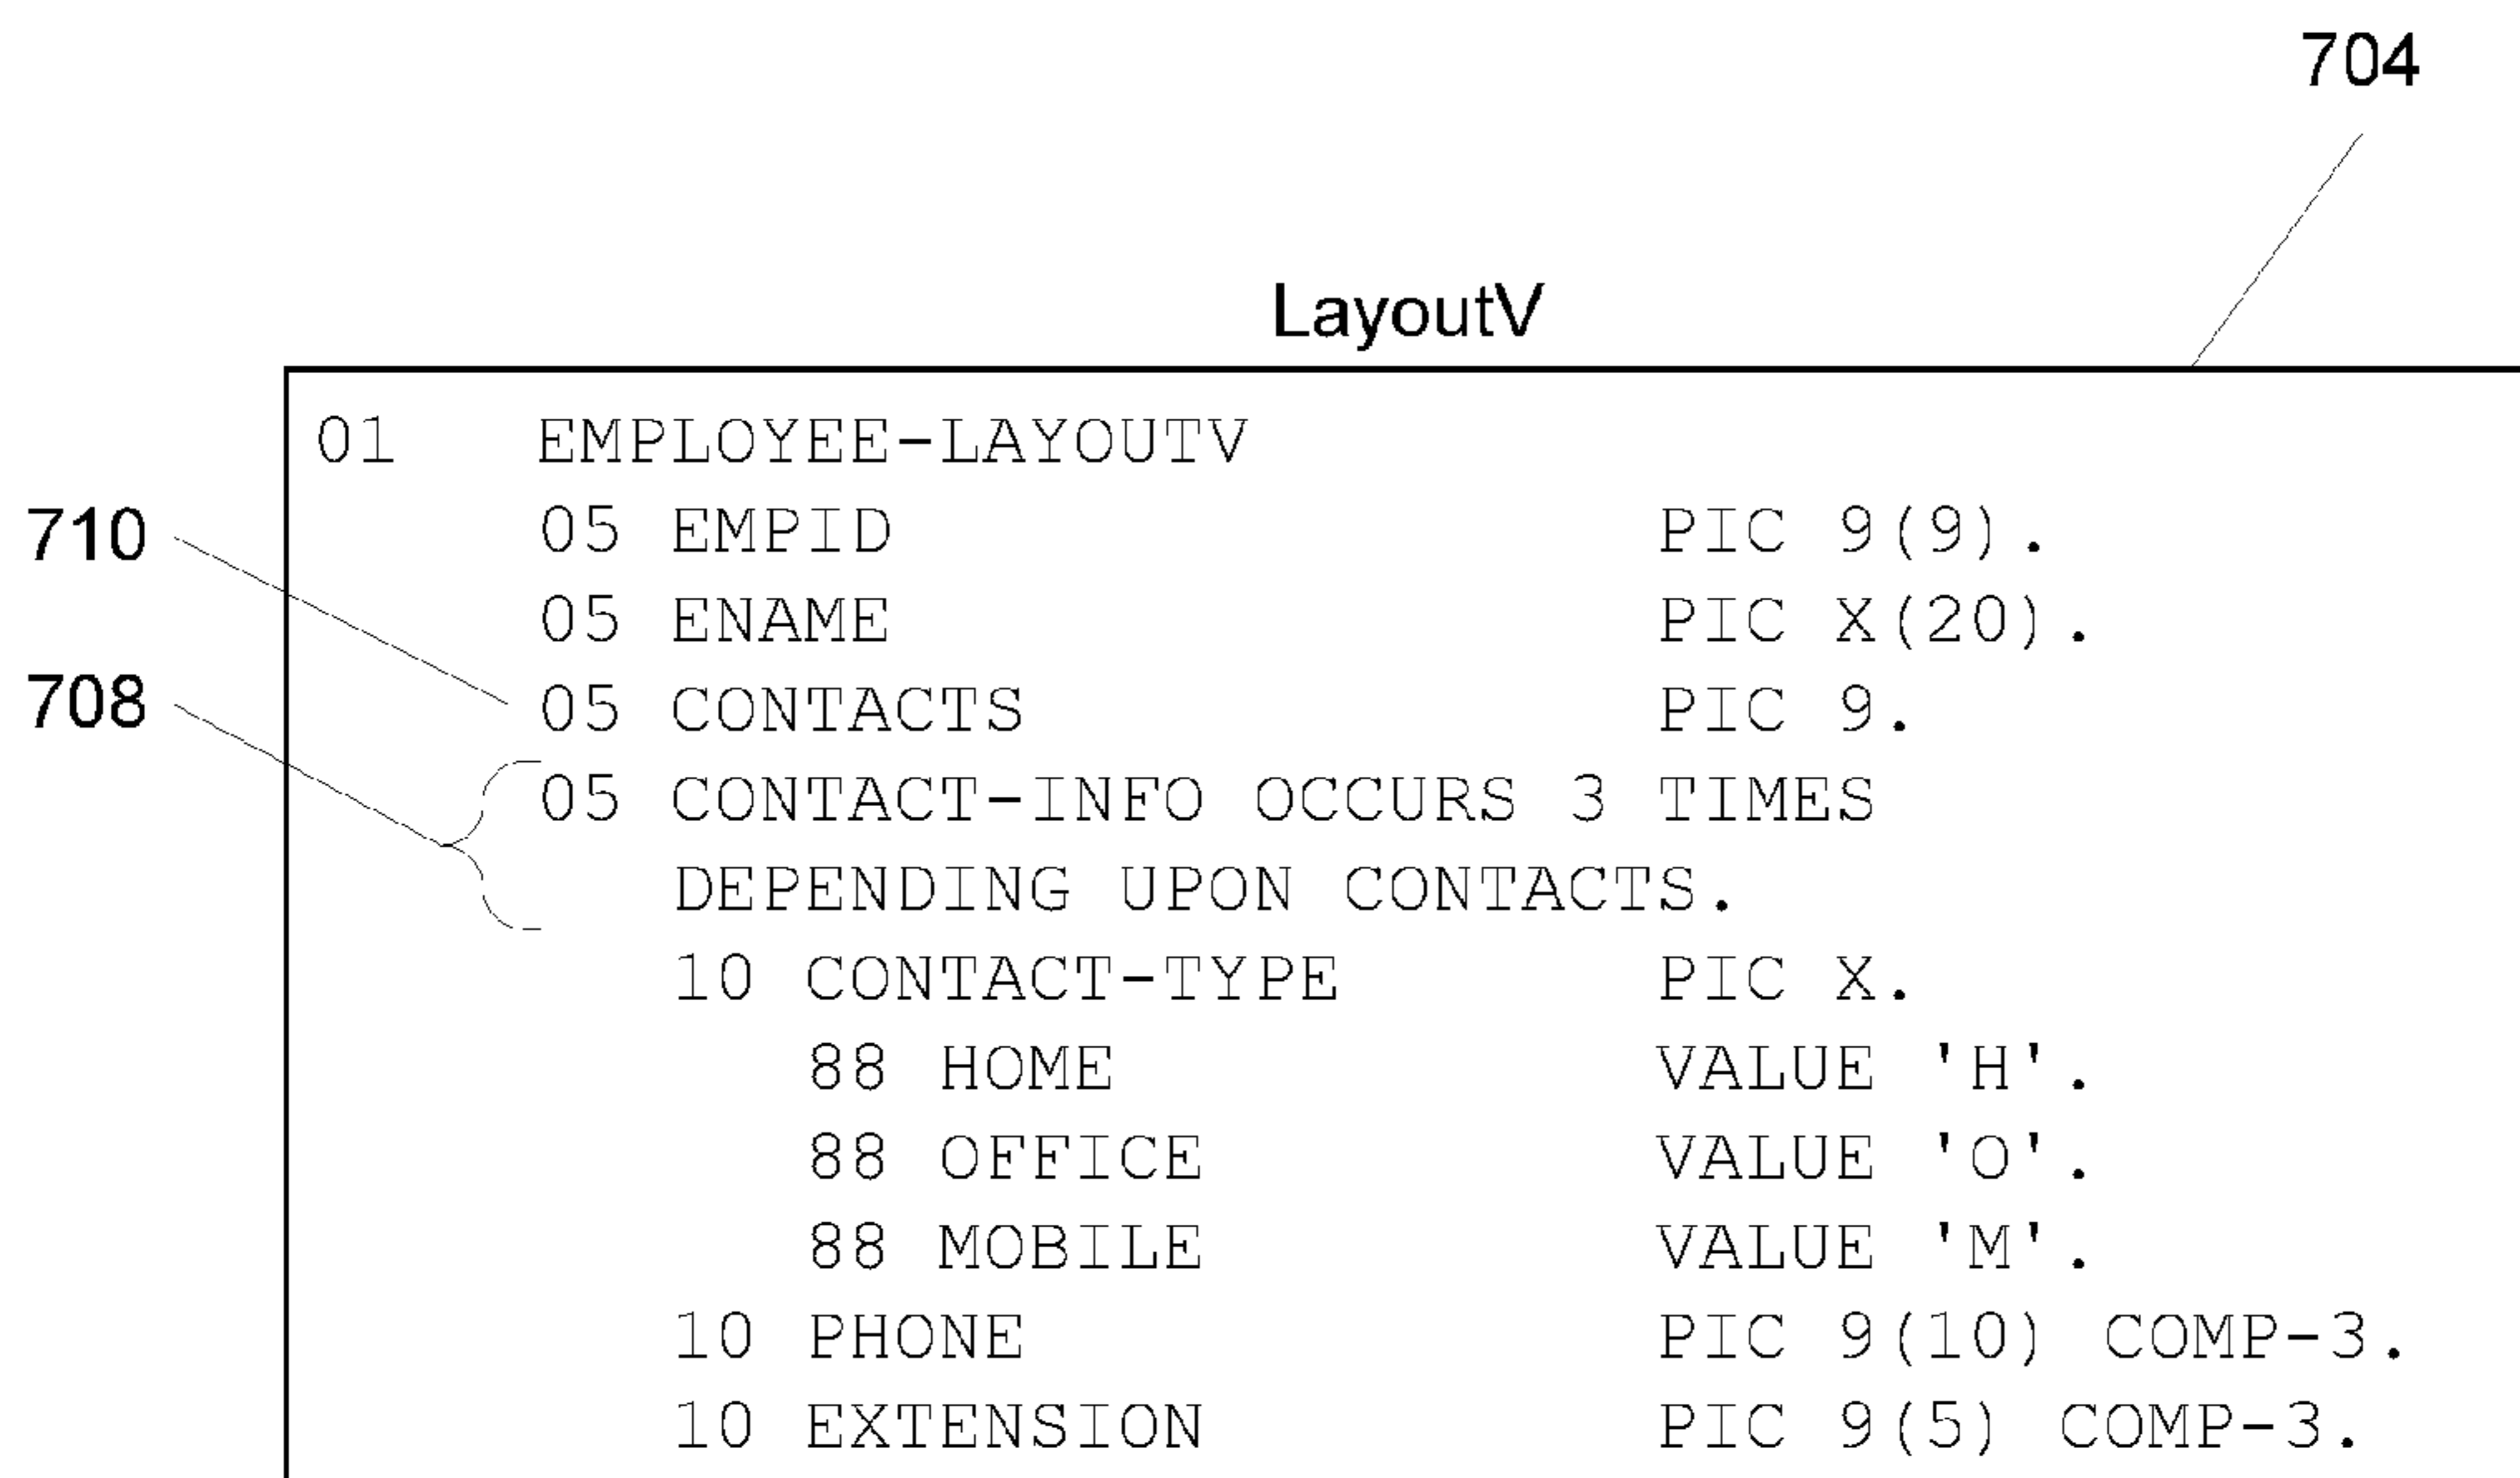 704
LayoutV
01 EMPLOYEE-LAYOUTV
710
05 EMPID PIC 9(9).
05 ENAME PIC X(20).
708
05 CONTACTS PIC 9.
05 CONTACT-INFO OCCURS 3 TIMES
DEPENDING UPON CONTACTS.
10 CONTACT-TYPE PIC X.
88 HOME VALUE 'H'.
88 OFFICE VALUE 'O'.
88 MOBILE VALUE 'M'.
10 PHONE PIC 9(10) COMP-3.
10 EXTENSION PIC 9(5) COMP-3.